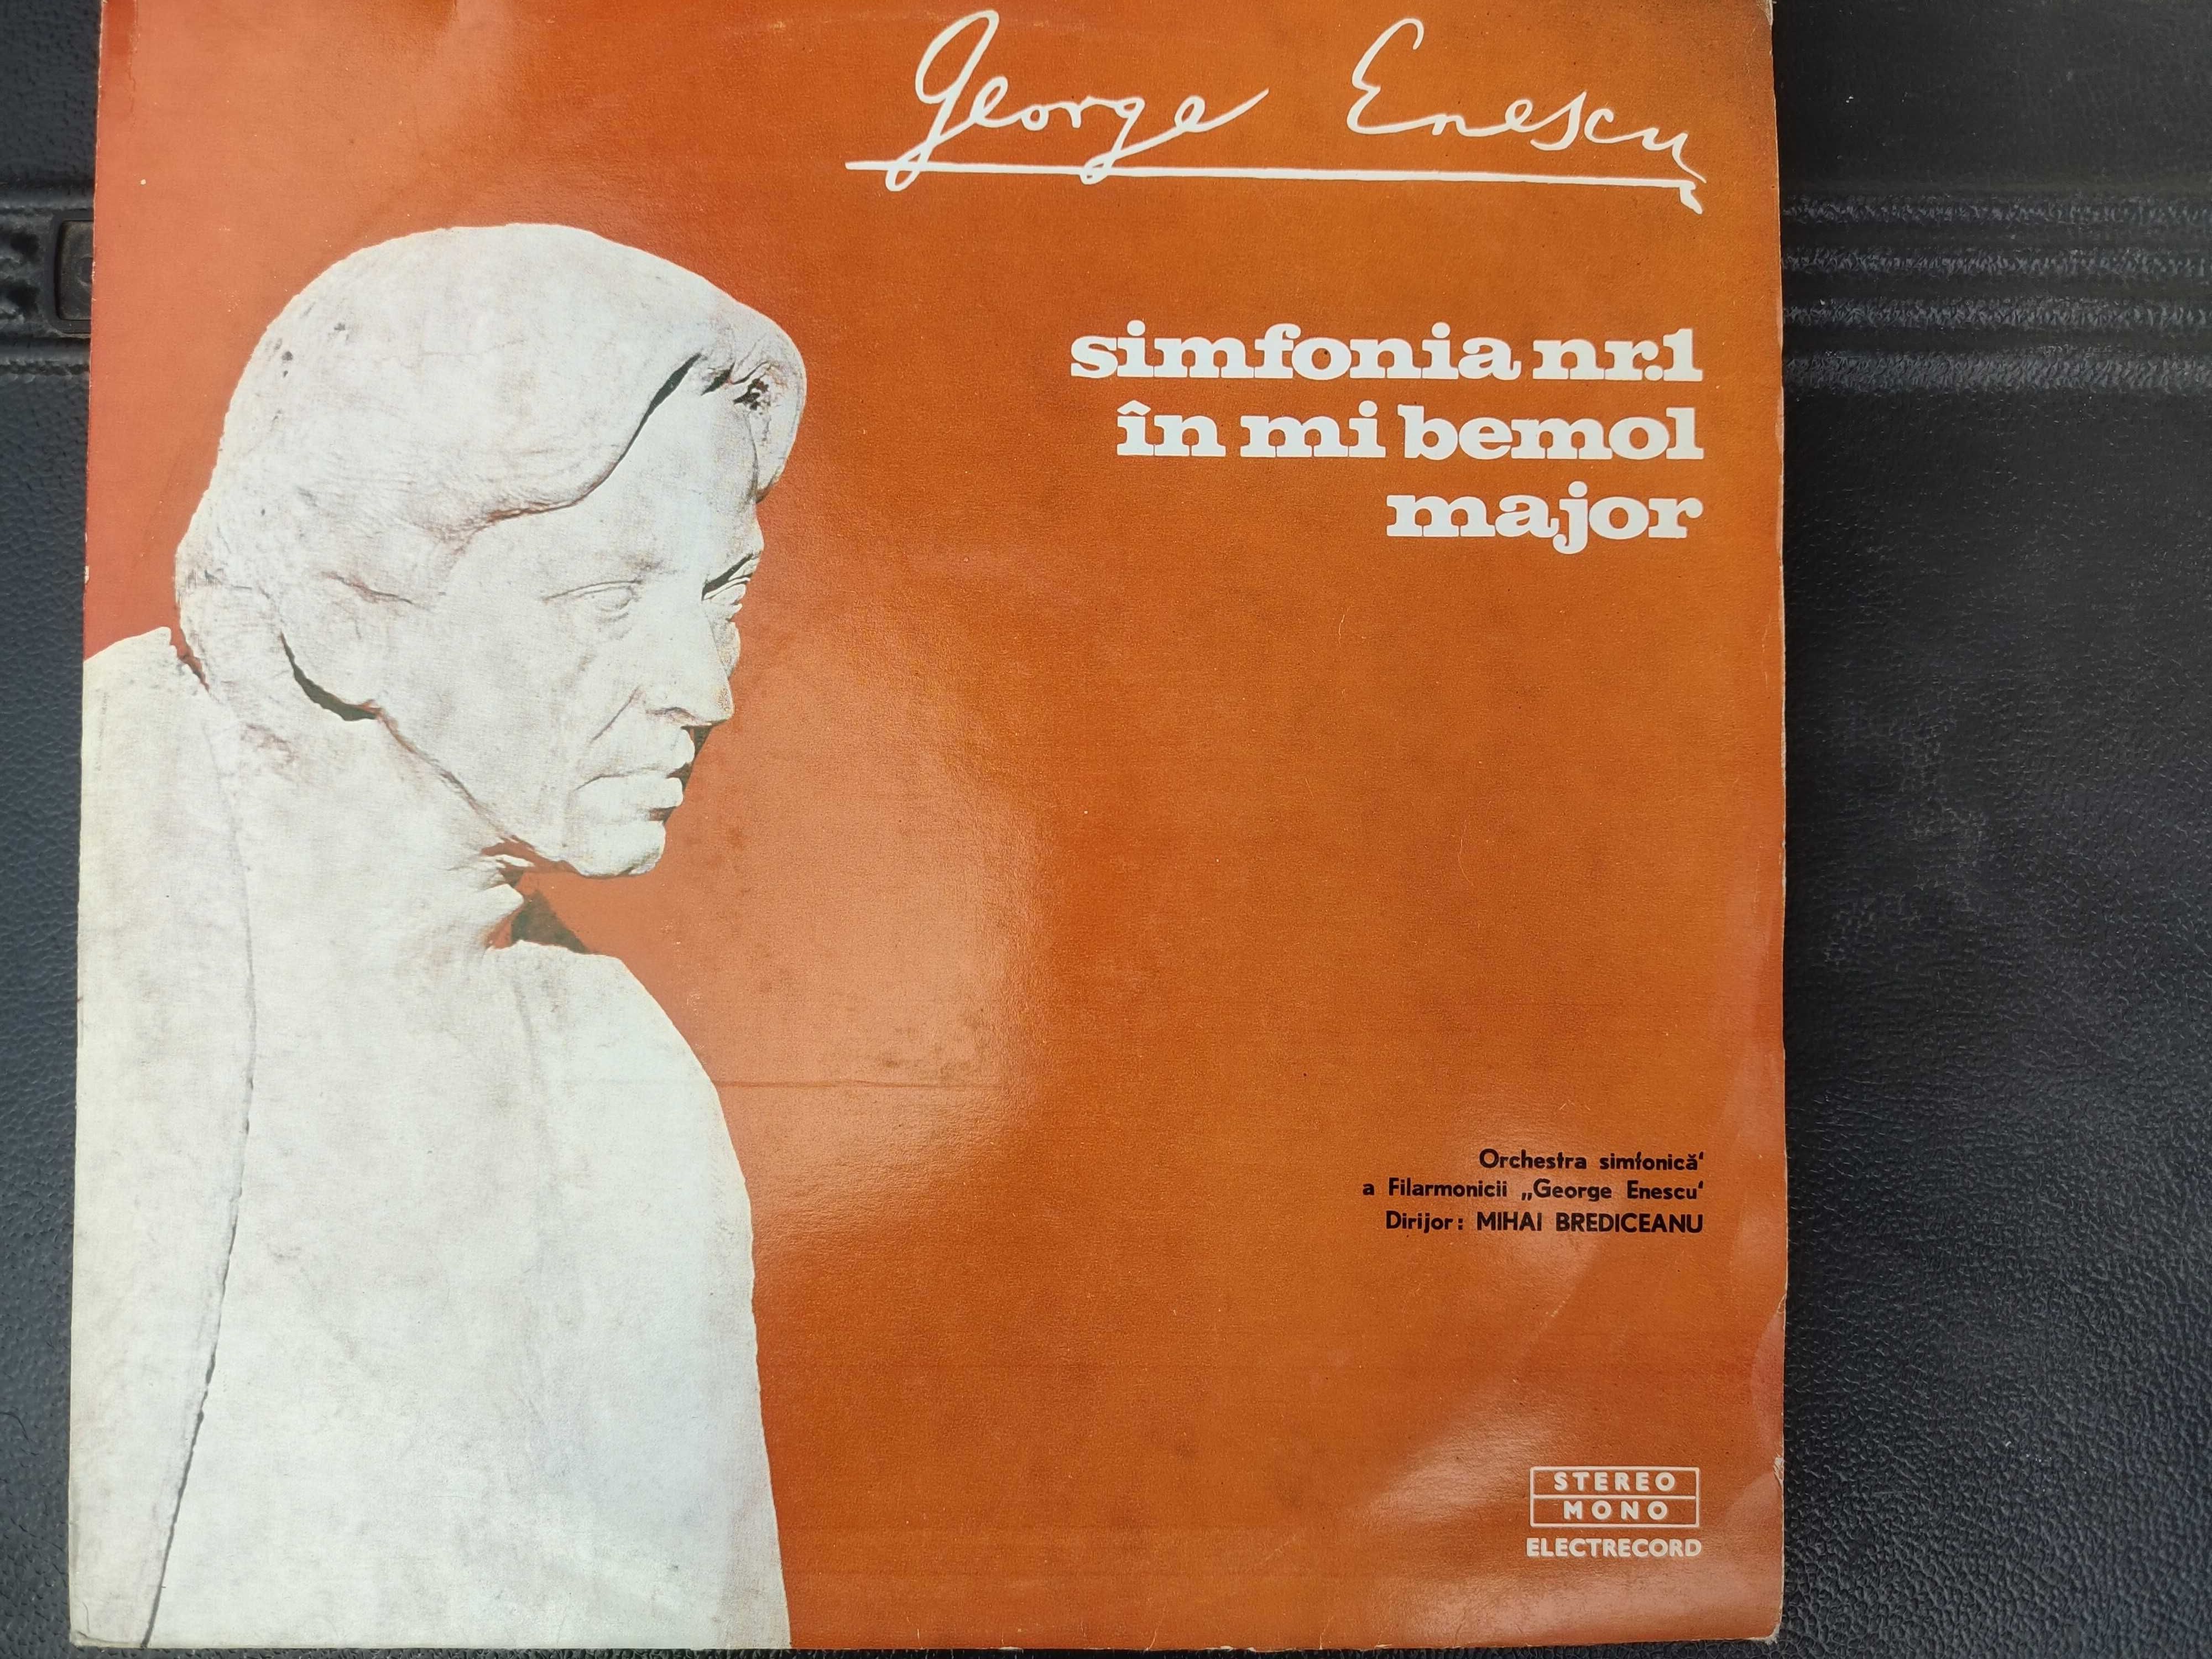 George Enescu
simfonia nr.1
în mi bemol
major
Orchestra simfonică'
a Filarmonicii „George Enescu'
Dirijor: MIHAI BREDICEANU
STEREO
MONO
ELECTRECORD